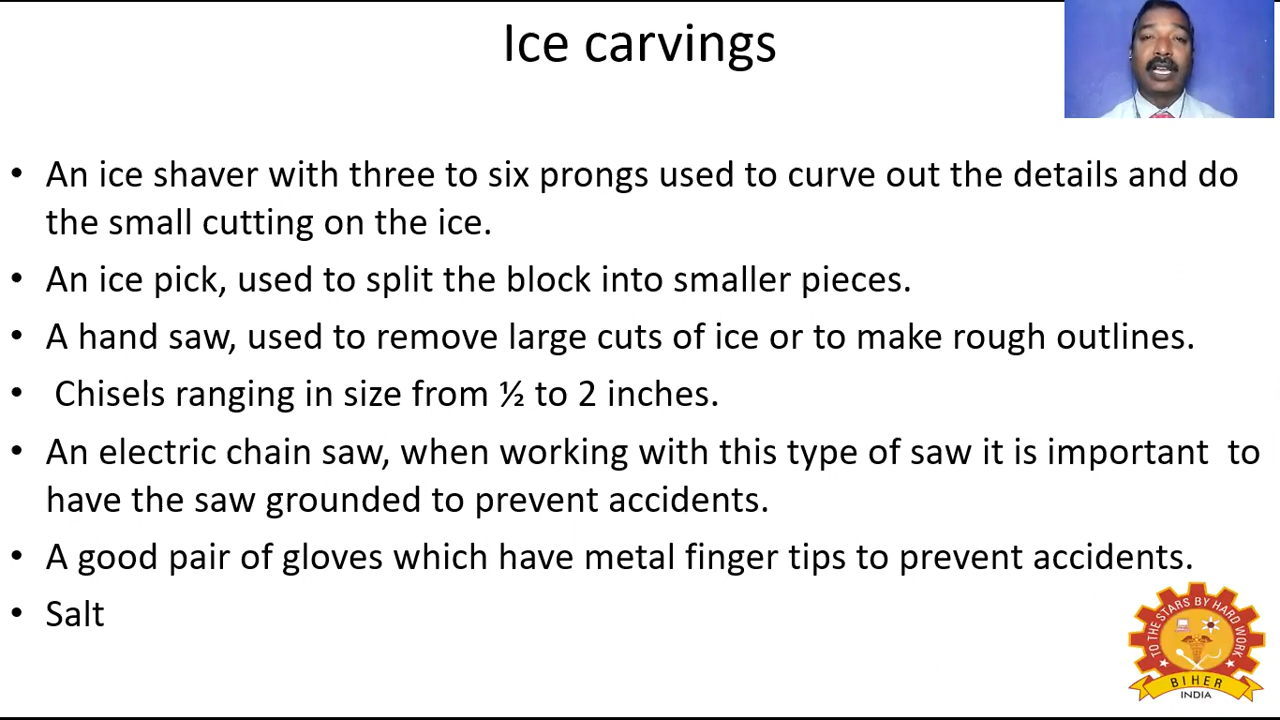 Ice carvings
• An ice shaver with three to six prongs used to curve out the details and do
the small cutting on the ice.
• An ice pick, used to split the block into smaller pieces.
• A hand saw, used to remove large cuts of ice or to make rough outlines.
• Chisels ranging in size from ½ to 2 inches.
• An electric chain saw, when working with this type of saw it is important to
have the saw grounded to prevent accidents.
• A good pair of gloves which have metal finger tips to prevent accidents.
• Salt
TO THE STARS BY HARD WORK
BIHER
INDIA